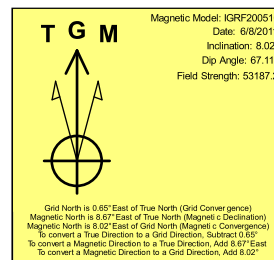 T G M
Magnetic Model: IGRF20051
Date: 6/8/201
Inclination: 8.02
Dip Angle: 67.11
Field Strength: 53187.2
Grid North is 0.65° East of True North (Grid Convergence)
Magnetic North is 8.67° East of True North (Magnetic Declination)
Magnetic North is 8.02° East of Grid North (Magnetic Convergence)
To convert a True Direction to a Grid Direction, Subtract 0.65°
To convert a Magnetic Direction to a True Direction, Add 8.67° East
To convert a Magnetic Direction to a Grid Direction, Add 8.02°